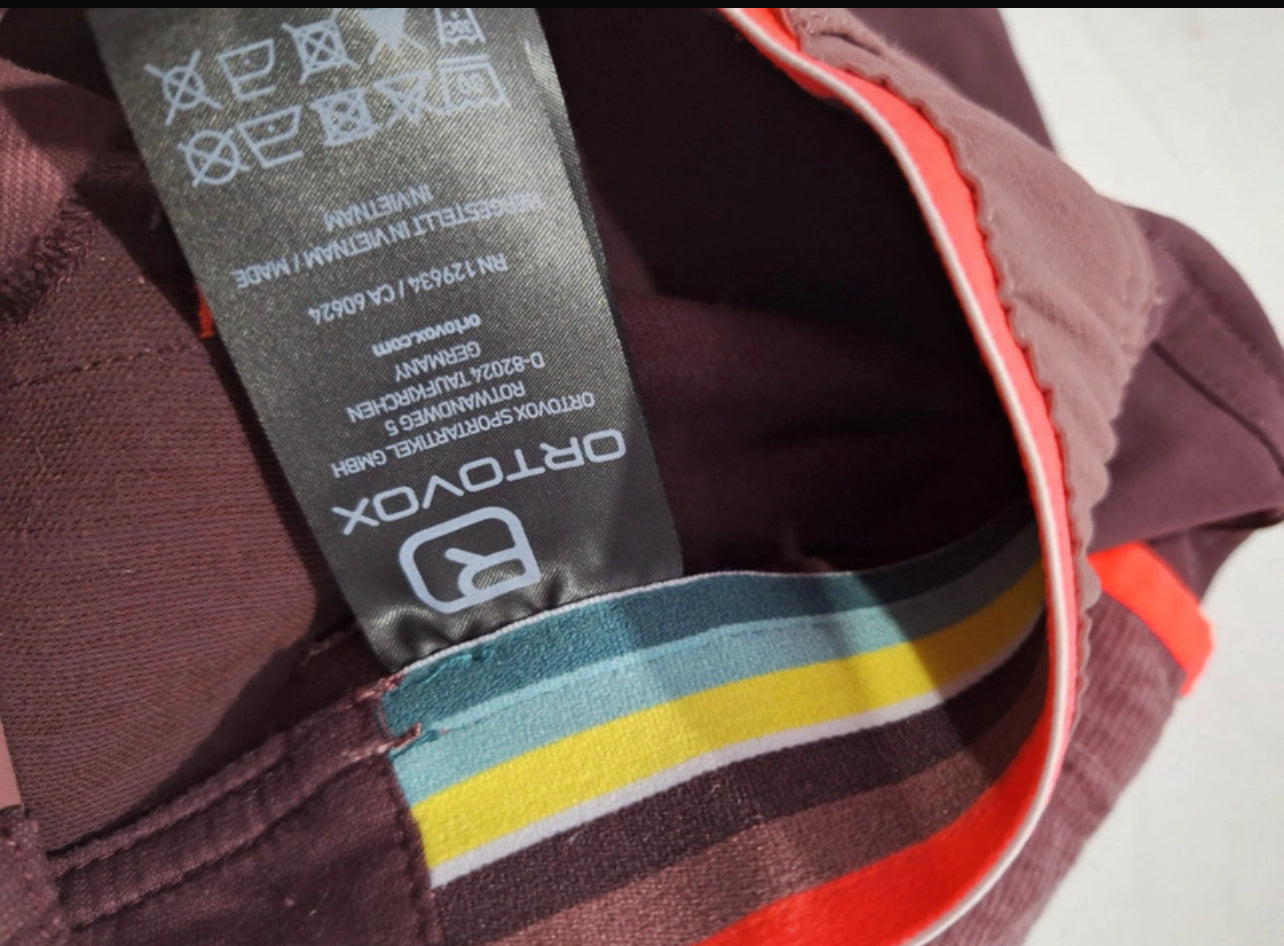 ORTOVOX
ORTOVOX SPORTARTIKEL GMBH
ROTWANDWEG 5
D-82024 TAUFKIRCHEN
GERMANY
ortovox.com
RN 129634 / CA 60624
HERGESTELLT IN VIETNAM / MADE
IN VIETNAM